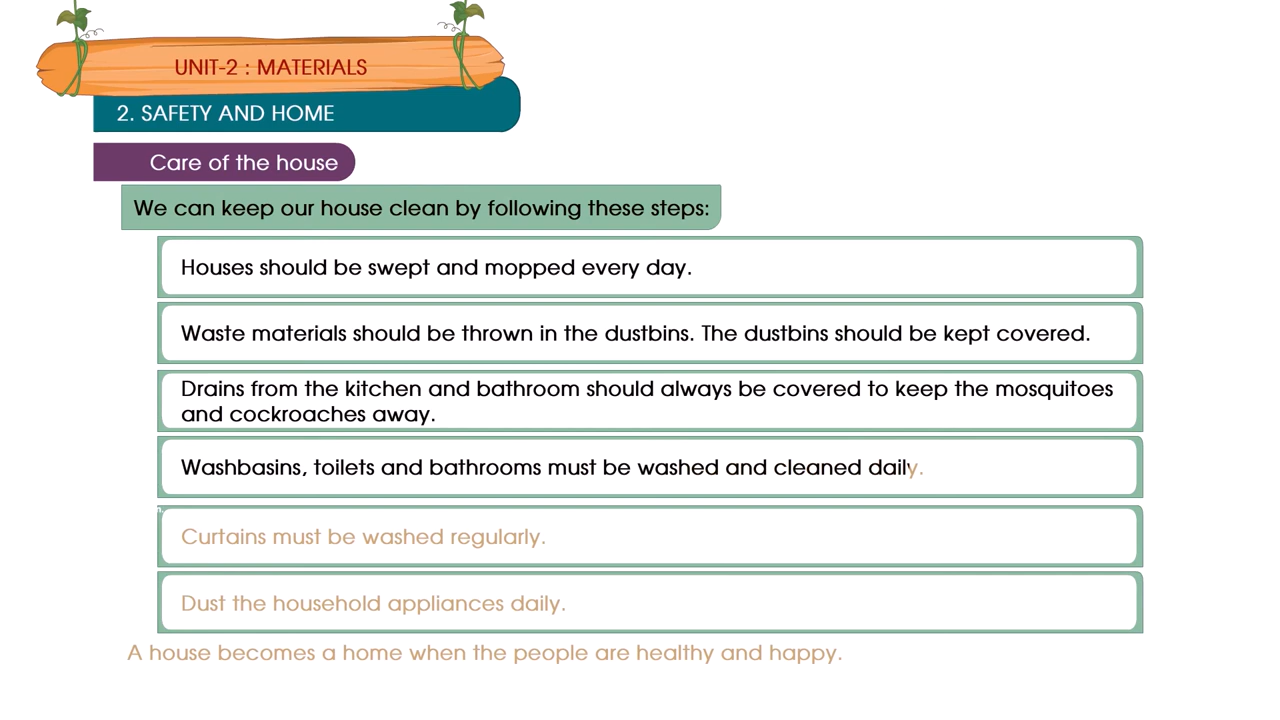 UNIT-2 : MATERIALS
2. SAFETY AND HOME
Care of the house
We can keep our house clean by following these steps:
Houses should be swept and mopped every day.
Waste materials should be thrown in the dustbins. The dustbins should be kept covered.
Drains from the kitchen and bathroom should always be covered to keep the mosquitoes
and cockroaches away.
Washbasins, toilets and bathrooms must be washed and cleaned daily.
Curtains must be washed regularly.
Dust the household appliances daily.
A house becomes a home when the people are healthy and happy.